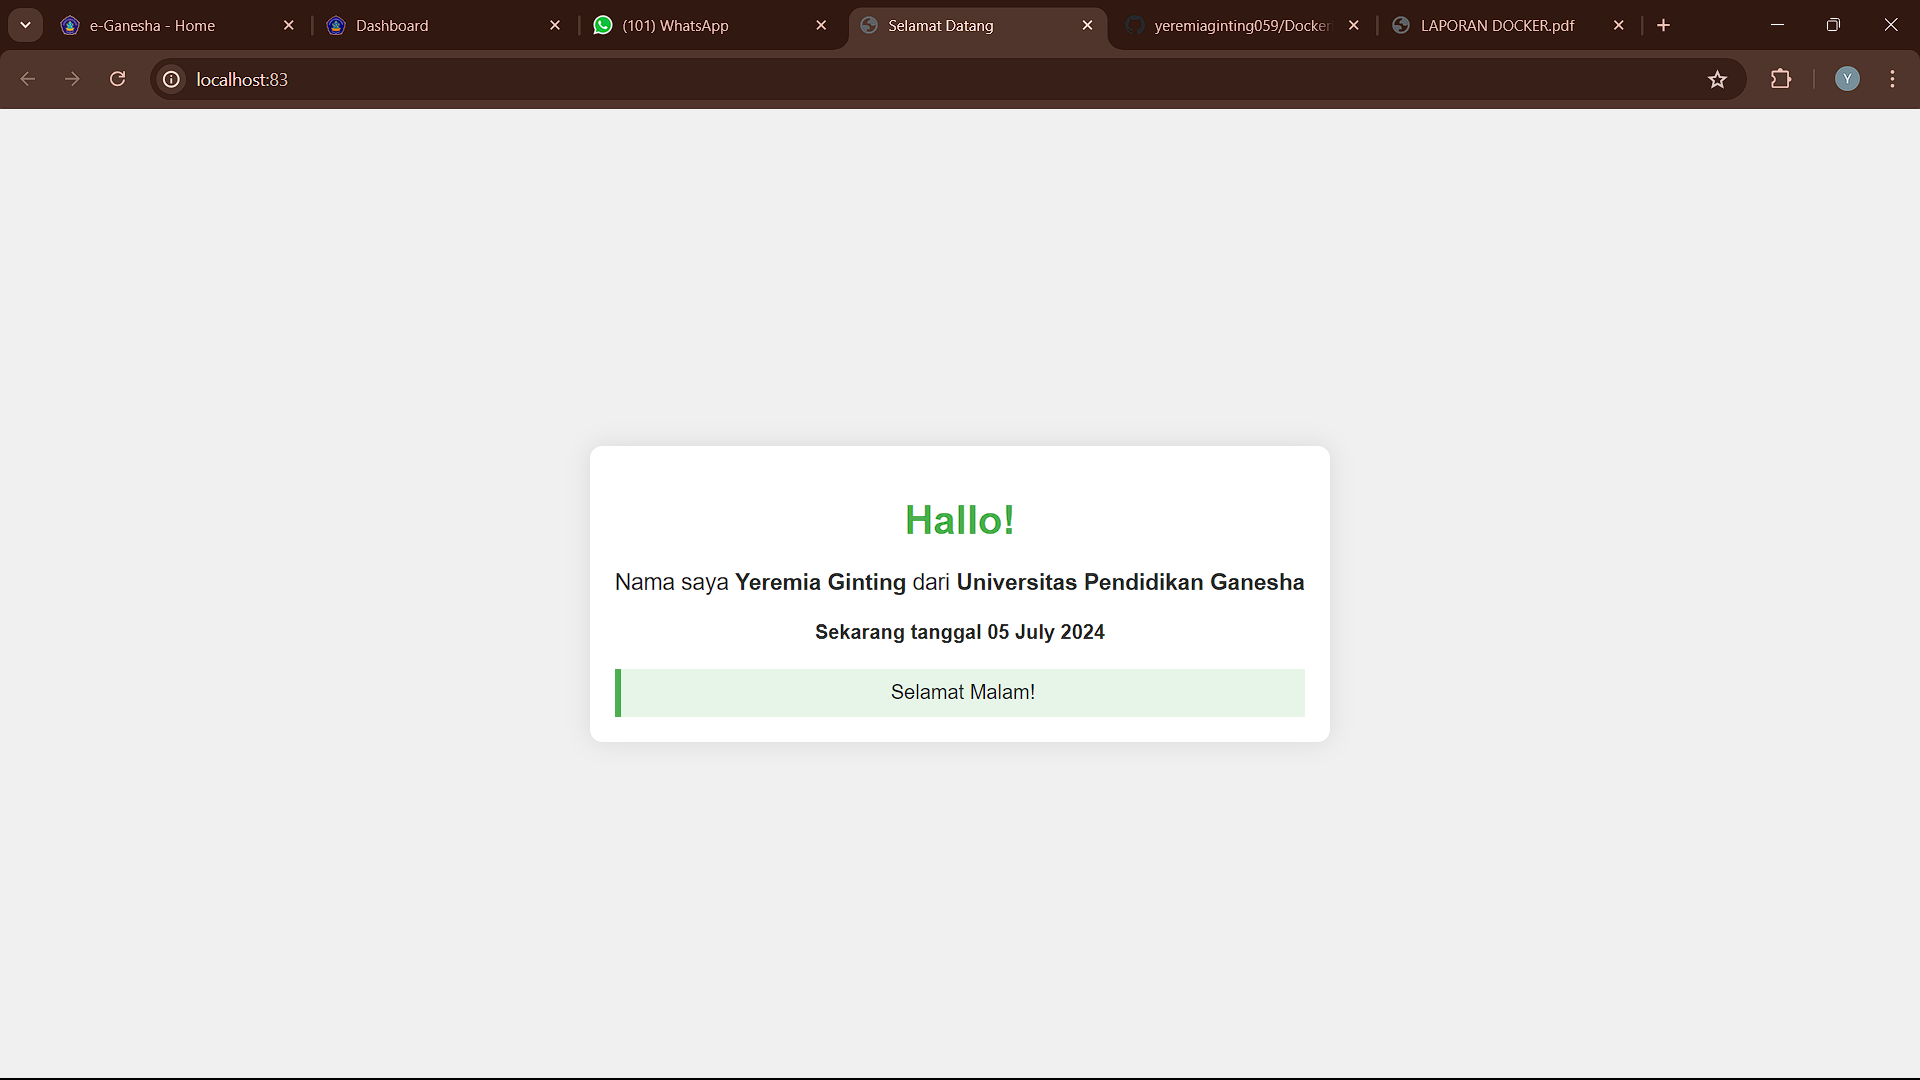 e-Ganesha - Home
Dashboard
(101) WhatsApp
Selamat Datang
yeremiaginting059/Docker
LAPORAN DOCKER.pdf
localhost:83
Y
Hallo!
Nama saya Yeremia Ginting dari Universitas Pendidikan Ganesha
Sekarang tanggal 05 July 2024
Selamat Malam!